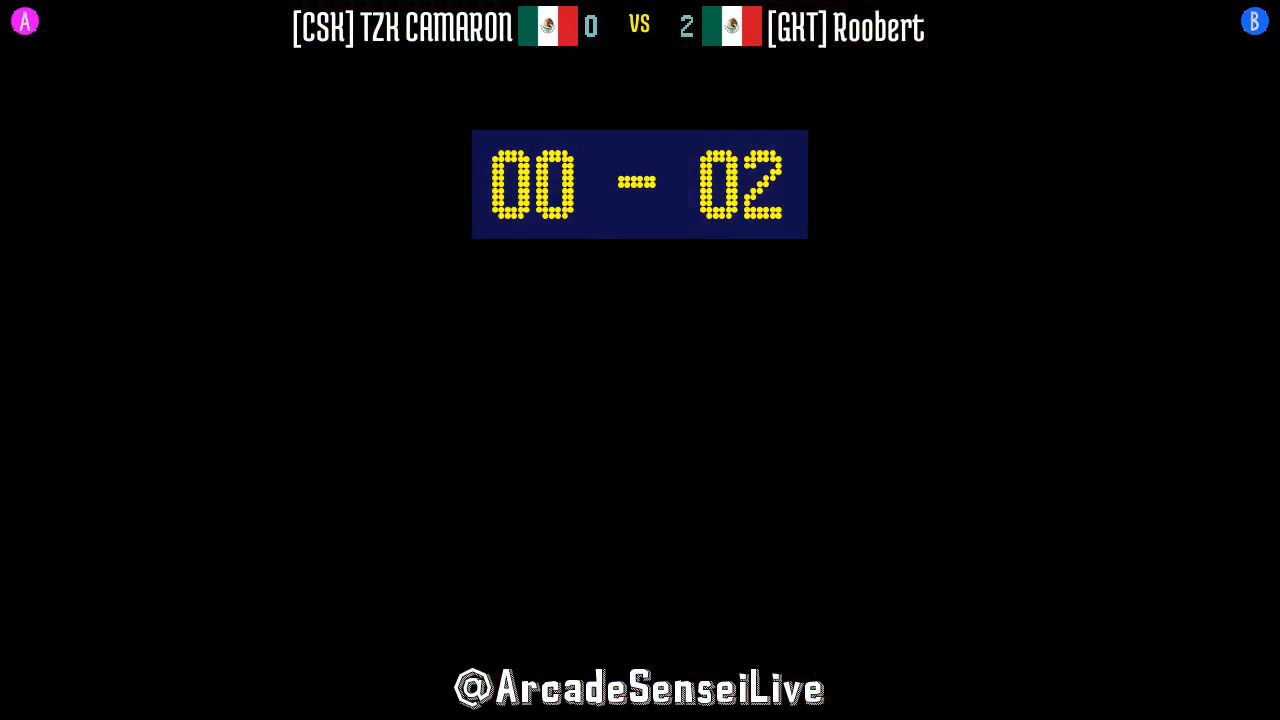 A [CSK] TZK CAMARON 0 VS 2 [GKT] Roobert B
00 - 02
@ArcadeSenseiLive